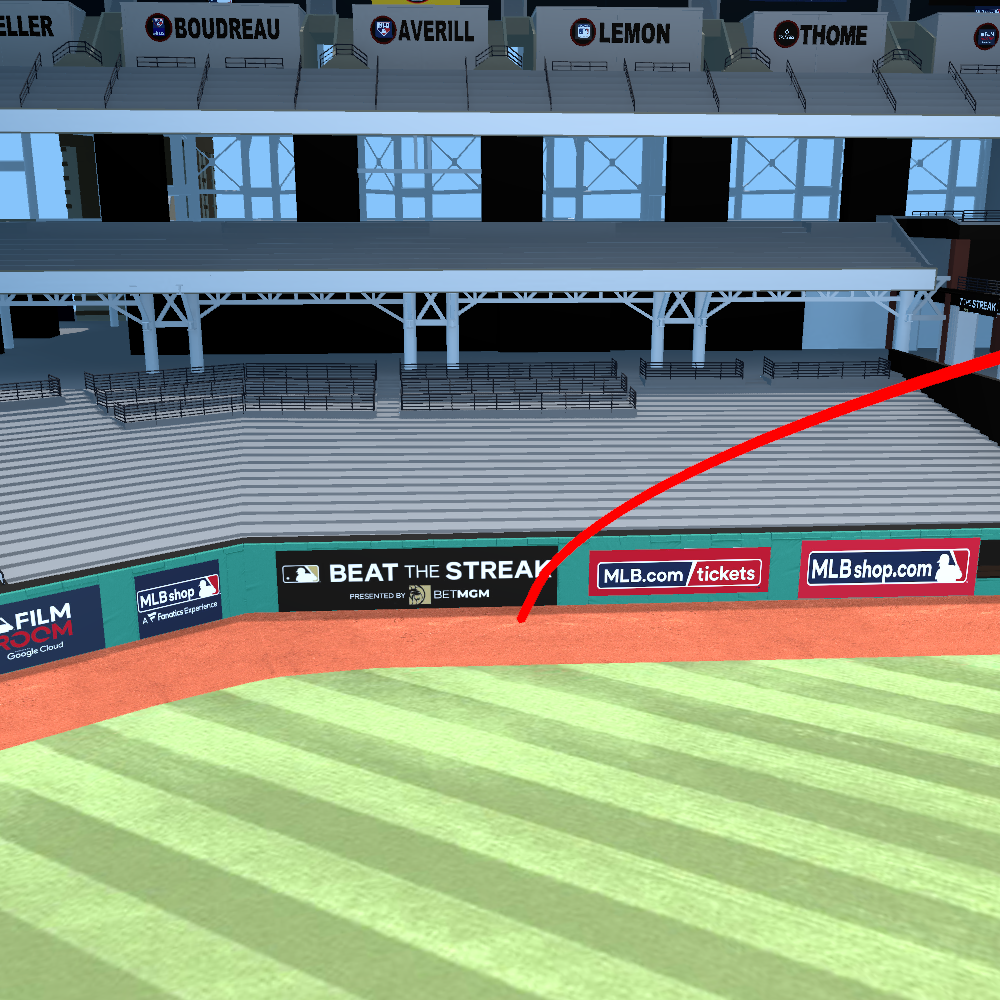 ELLER
BOUDREAU
AVERILL
LEMON
THOME
STREAK
BEAT THE STREAK
PRESENTED BY BETMGM
MLB.com/tickets
MLBshop.com
MLBshop
A Fanatics Experience
FILM
ROOM
Google Cloud